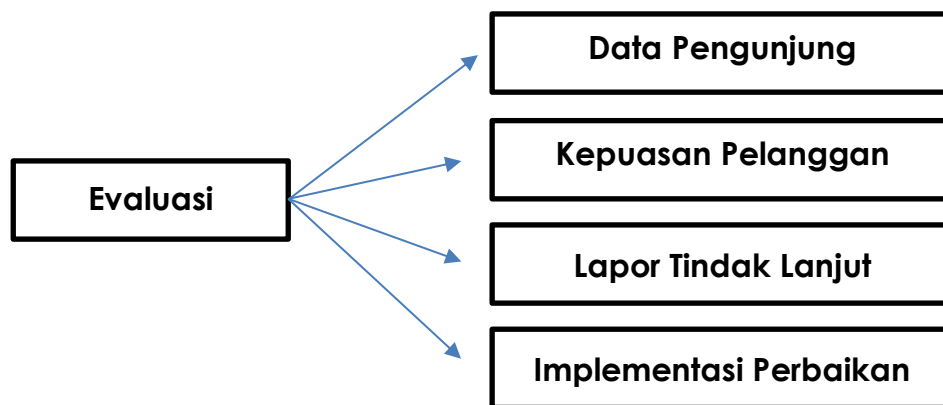 Data Pengunjung
Kepuasan Pelanggan
Evaluasi
Lapor Tindak Lanjut
Implementasi Perbaikan